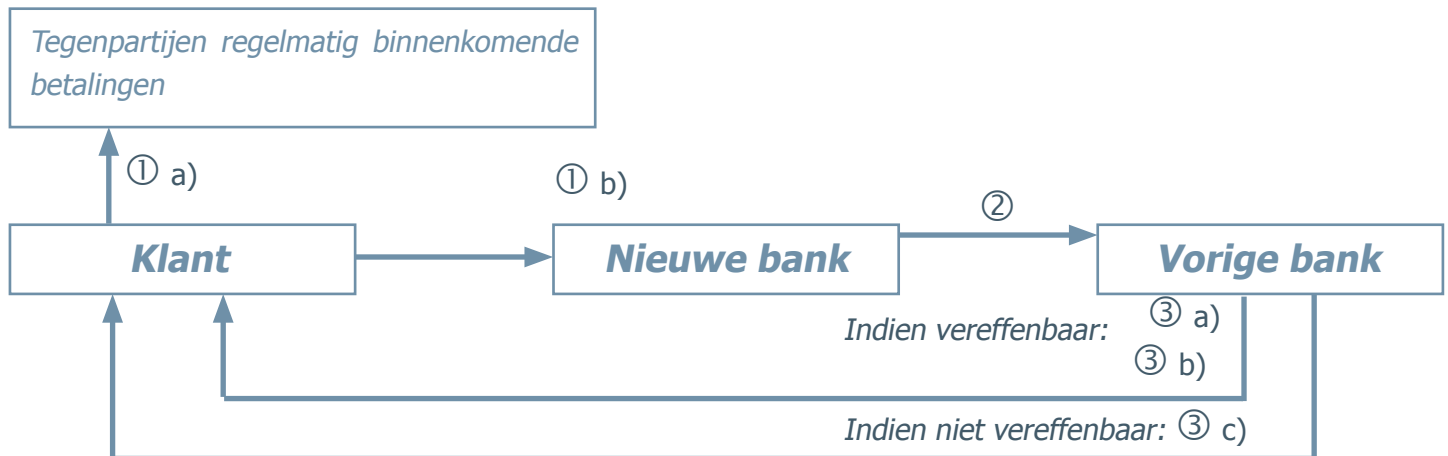 Tegenpartijen regelmatig binnenkomende
betalingen
① a)
① b)
②
Klant
Nieuwe bank
Vorige bank
Indien vereffenbaar: ③ a)
③ b)
Indien niet vereffenbaar: ③ c)